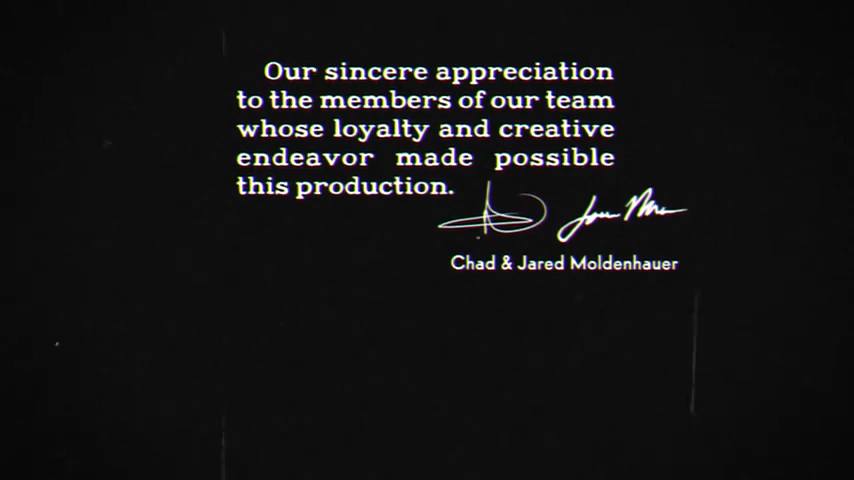 Our sincere appreciation
to the members of our team
whose loyalty and creative
endeavor made possible
this production.
Chad & Jared Moldenhauer